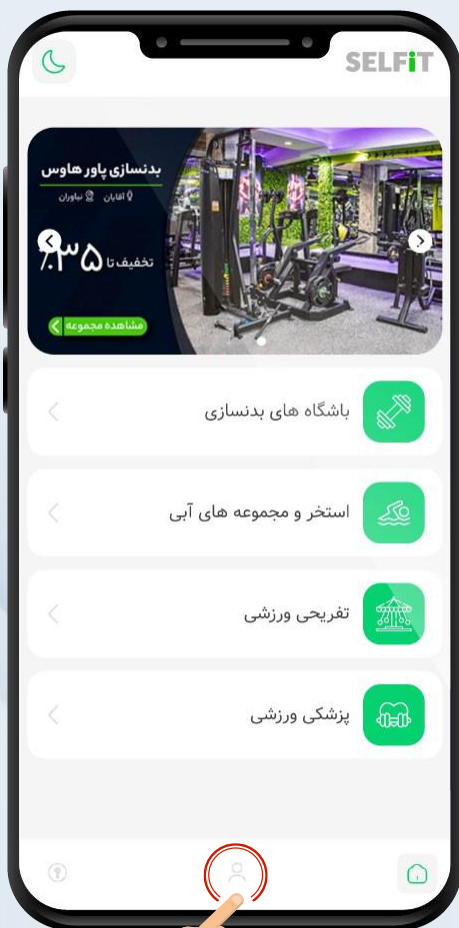 SELFiT
بدنسازی پاور هاوس
آقایان نیاوران
تخفیف تا ۳۵٪
مشاهده مجموعه
باشگاه های بدنسازی
استخر و مجموعه های آبی
تفریحی ورزشی
پزشکی ورزشی